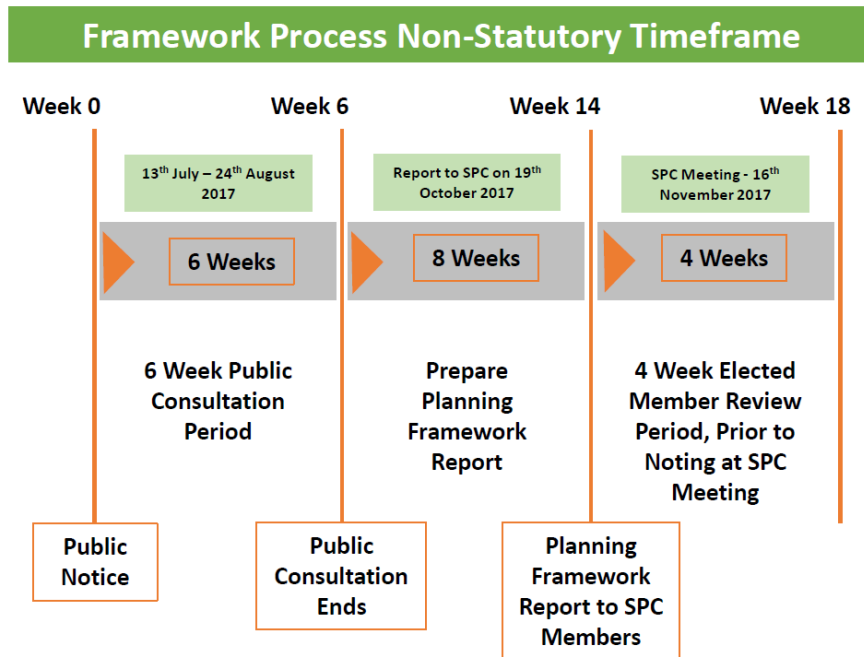 Framework Process Non-Statutory Timeframe
Week 0
Week 6
Week 14
Week 18
13th July – 24th August
2017
Report to SPC on 19th
October 2017
SPC Meeting - 16th
November 2017
6 Weeks
8 Weeks
4 Weeks
6 Week Public
Consultation
Period
Prepare
Planning
Framework
Report
4 Week Elected
Member Review
Period, Prior to
Noting at SPC
Meeting
Public
Notice
Public
Consultation
Ends
Planning
Framework
Report to SPC
Members